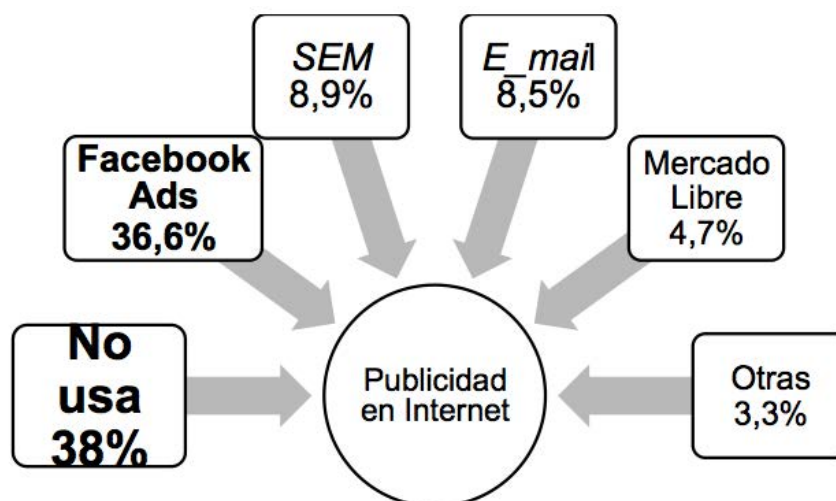 SEM
8,9%
E_mail
8,5%
Facebook
Ads
36,6%
Mercado
Libre
4,7%
No
usa
38%
Publicidad
en Internet
Otras
3,3%